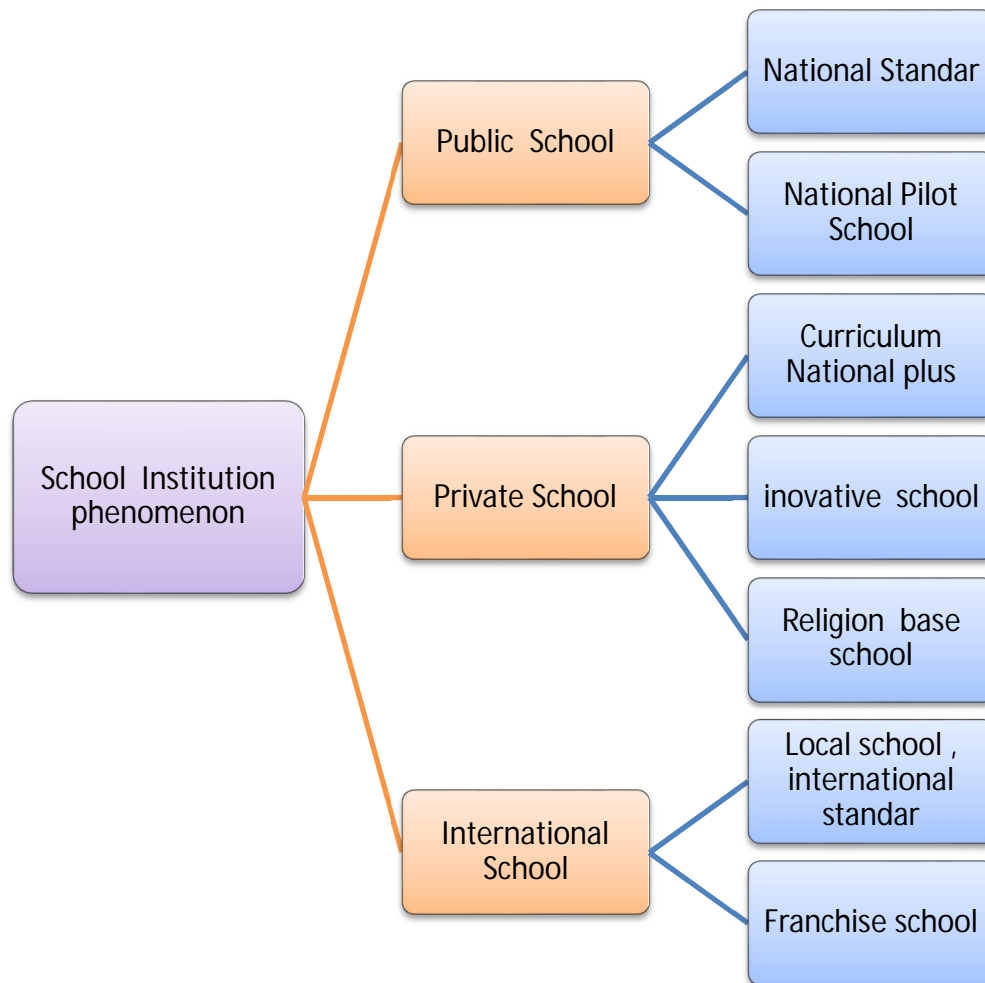 School Institution
phenomenon
Public School
National Standar
National Pilot
School
Private School
Curriculum
National plus
inovative school
Religion base
school
International
School
Local school ,
international
standar
Franchise school